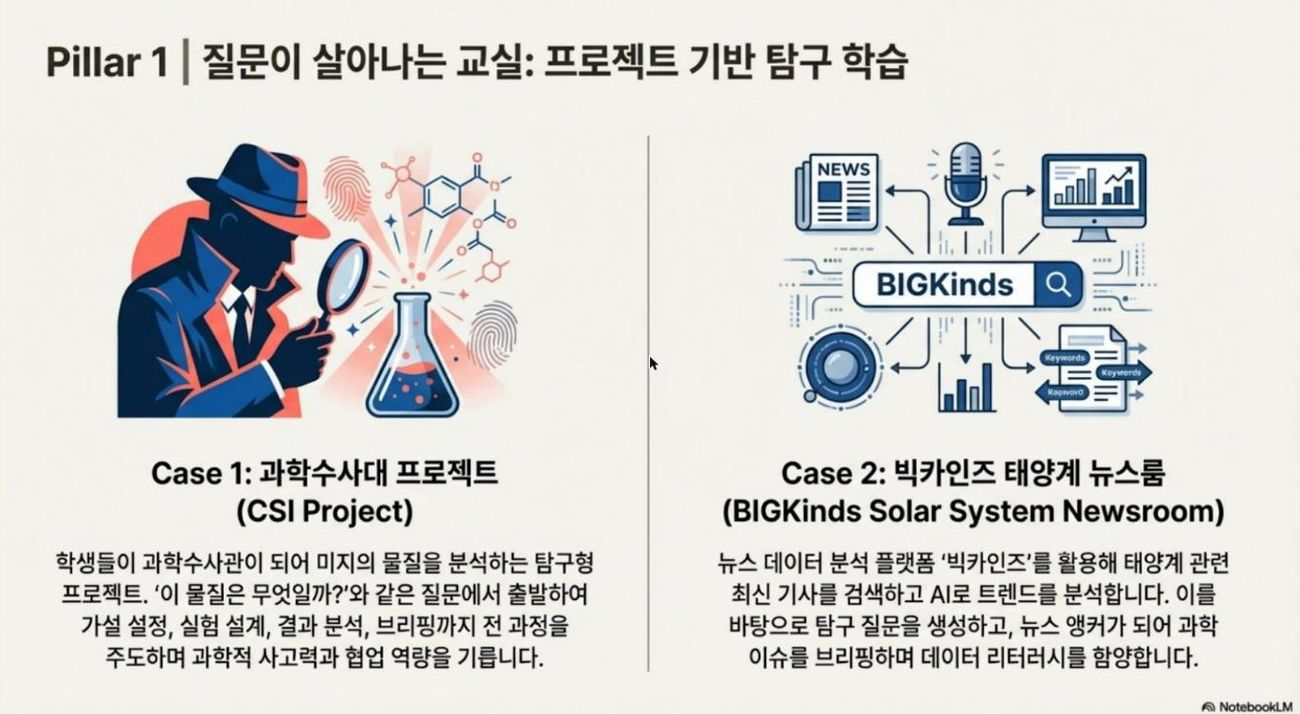 Pillar 1 | 질문이 살아나는 교실: 프로젝트 기반 탐구 학습
NEWS
BIGKinds
Keywords
Keywords
Case 1: 과학수사대 프로젝트
(CSI Project)
학생들이 과학수사관이 되어 미지의 물질을 분석하는 탐구형
프로젝트. ‘이 물질은 무엇일까?’와 같은 질문에서 출발하여
가설 설정, 실험 설계, 결과 분석, 브리핑까지 전 과정을
주도하며 과학적 사고력과 협업 역량을 기릅니다.
Case 2: 빅카인즈 태양계 뉴스룸
(BIGKinds Solar System Newsroom)
뉴스 데이터 분석 플랫폼 ‘빅카인즈’를 활용해 태양계 관련
최신 기사를 검색하고 AI로 트렌드를 분석합니다. 이를
바탕으로 탐구 질문을 생성하고, 뉴스 앵커가 되어 과학
이슈를 브리핑하며 데이터 리터러시를 함양합니다.
NotebookLM